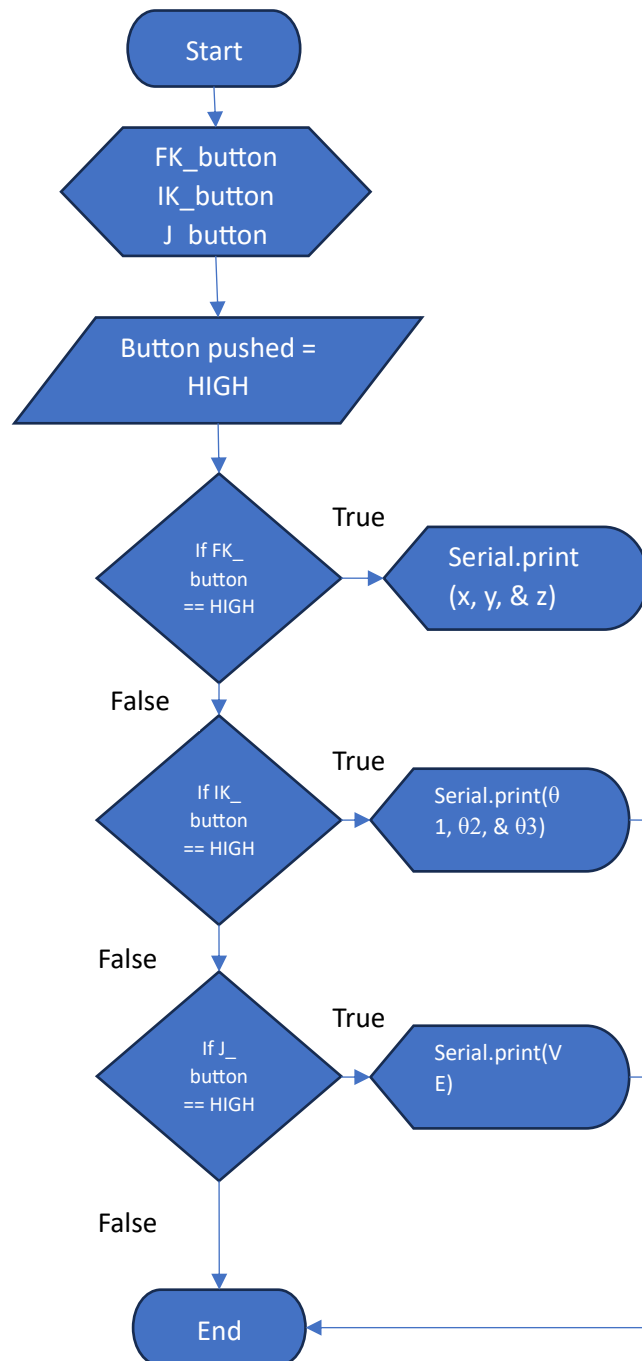 Start
FK_button
IK_button
J_button
Button pushed =
HIGH
If FK_
button
== HIGH
True
Serial.print
(x, y, & z)
False
If IK_
button
== HIGH
True
Serial.print(θ
1, θ2, & θ3)
False
If J_
button
== HIGH
True
Serial.print(V
E)
False
End